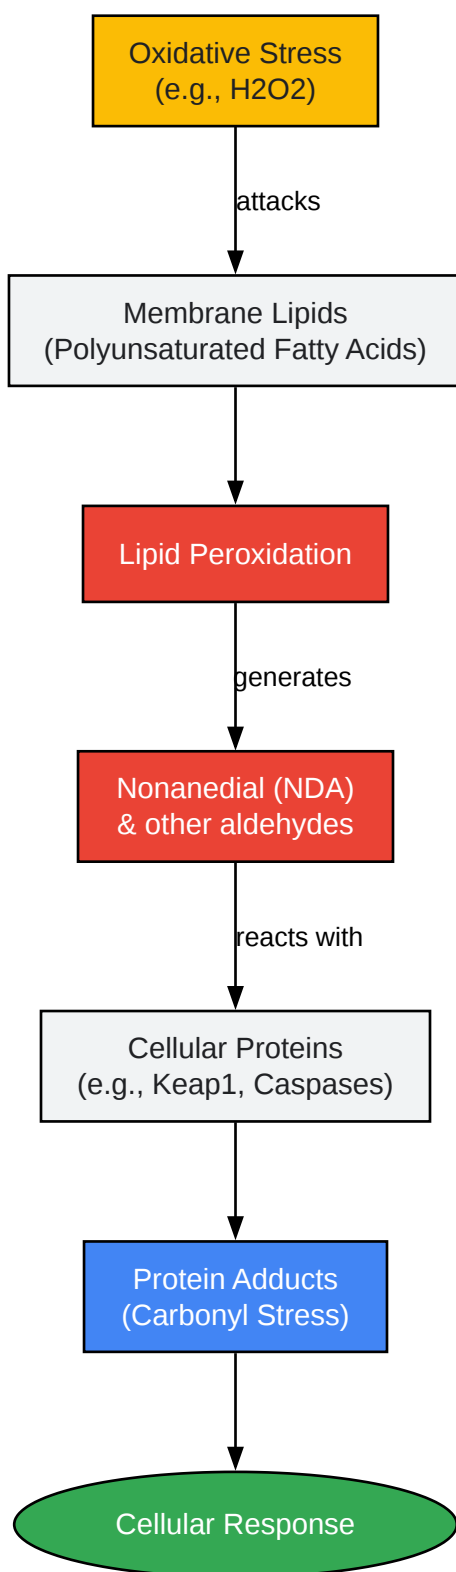 Oxidative Stress
(e.g., H2O2)
attacks
Membrane Lipids
(Polyunsaturated Fatty Acids)
Lipid Peroxidation
generates
Nonanedial (NDA)
& other aldehydes
reacts with
Cellular Proteins
(e.g., Keap1, Caspases)
Protein Adducts
(Carbonyl Stress)
Cellular Response